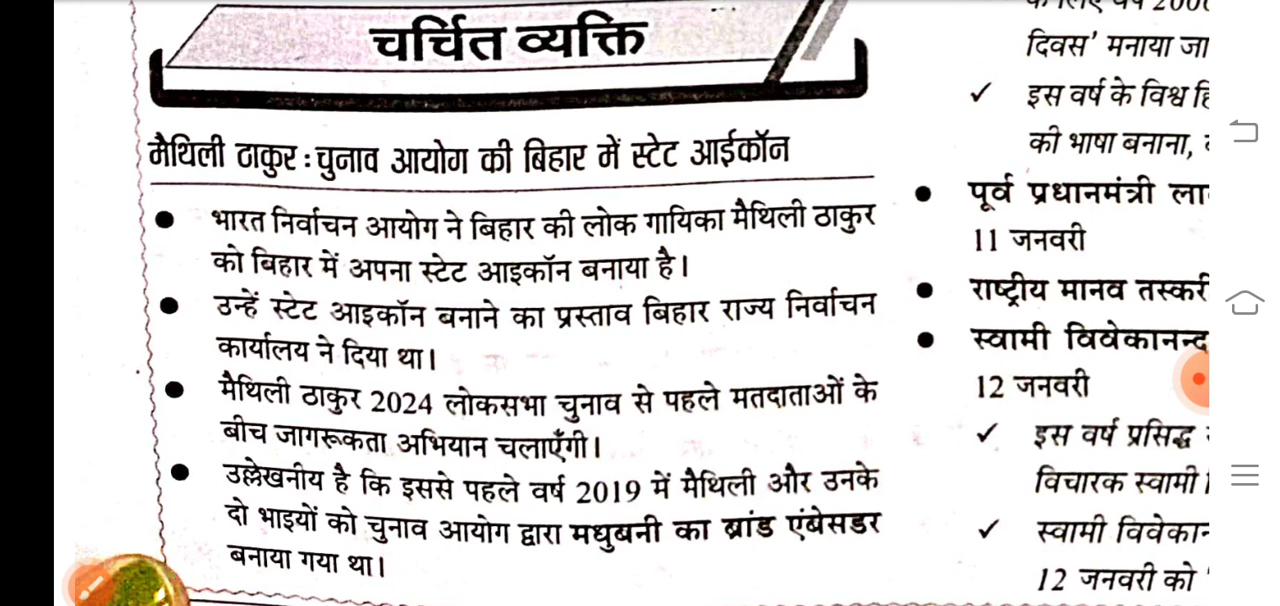 चर्चित व्यक्ति
मैथिली ठाकुर : चुनाव आयोग की बिहार में स्टेट आईकॉन
● भारत निर्वाचन आयोग ने बिहार की लोक गायिका मैथिली ठाकुर
को बिहार में अपना स्टेट आइकॉन बनाया है।
● उन्हें स्टेट आइकॉन बनाने का प्रस्ताव बिहार राज्य निर्वाचन
कार्यालय ने दिया था।
● मैथिली ठाकुर 2024 लोकसभा चुनाव से पहले मतदाताओं के
बीच जागरूकता अभियान चलाएँगी।
● उल्लेखनीय है कि इससे पहले वर्ष 2019 में मैथिली और उनके
दो भाइयों को चुनाव आयोग द्वारा मधुबनी का ब्रांड एंबेसडर
बनाया गया था।
दिवस' मनाया जा
✓ इस वर्ष के विश्व
की भाषा बनाना,
● पूर्व प्रधानमंत्री ला
11 जनवरी
● राष्ट्रीय मानव
● स्वामी विवेकानन्द
12 जनवरी
✓ इस वर्ष प्रसिद्ध
विचारक स्वामी
✓ स्वामी
12 जनवरी को